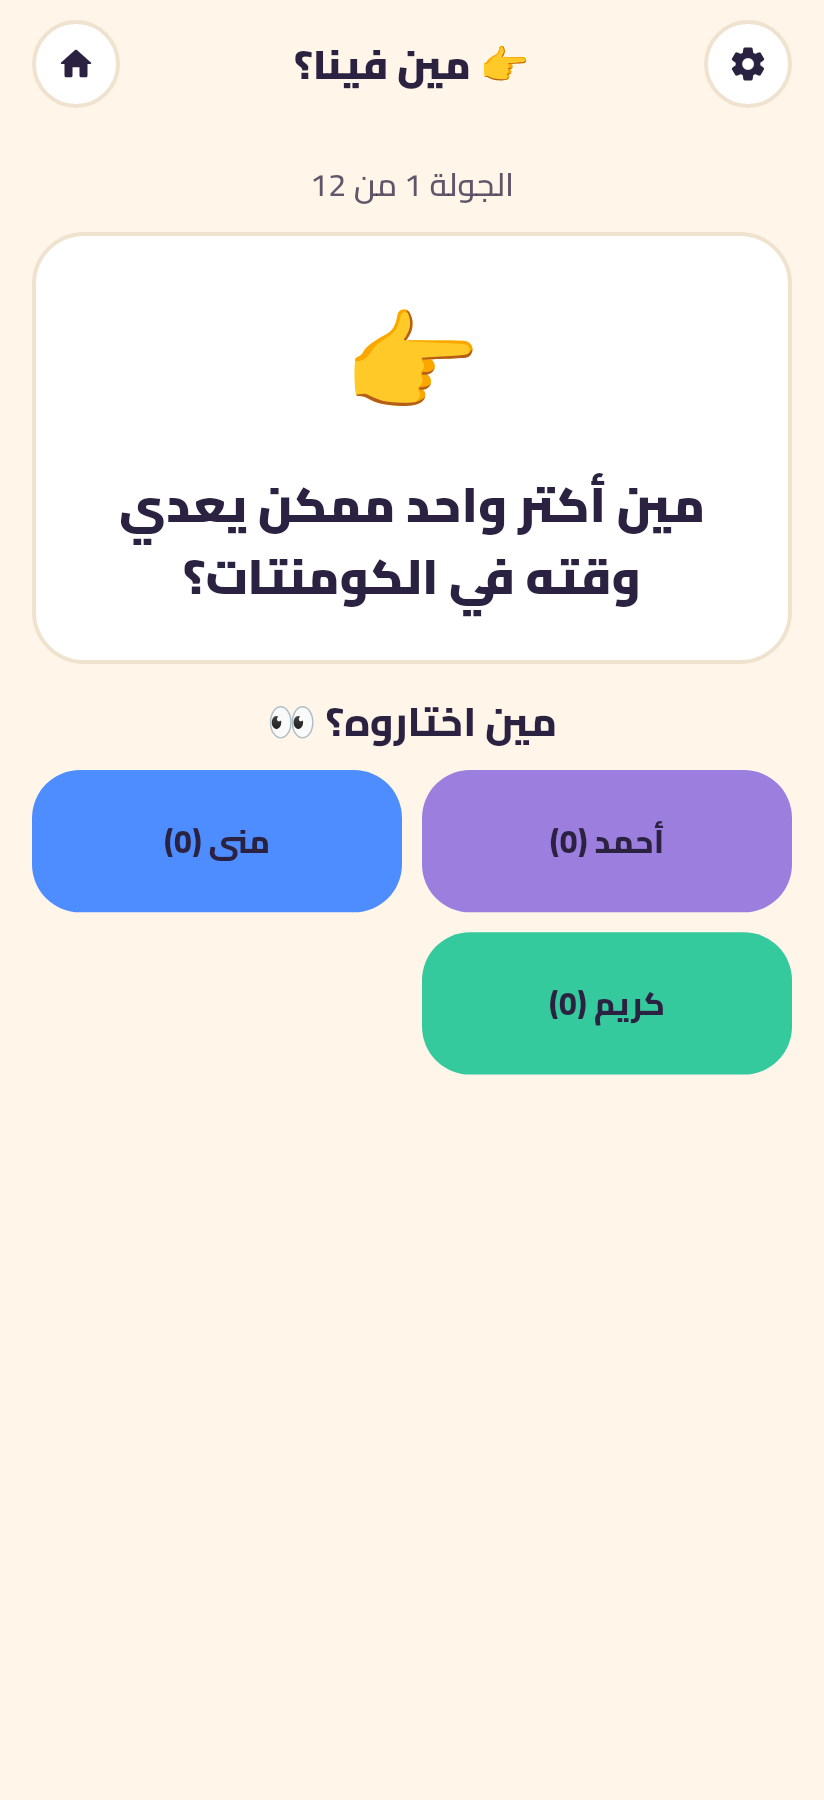 👉 مين فينا؟
الجولة 1 من 12
مين أكتر واحد ممكن يعدي
وقته في الكومنتات؟
مين اختاروه؟ 👀
أحمد (0)
منى (0)
كريم (0)